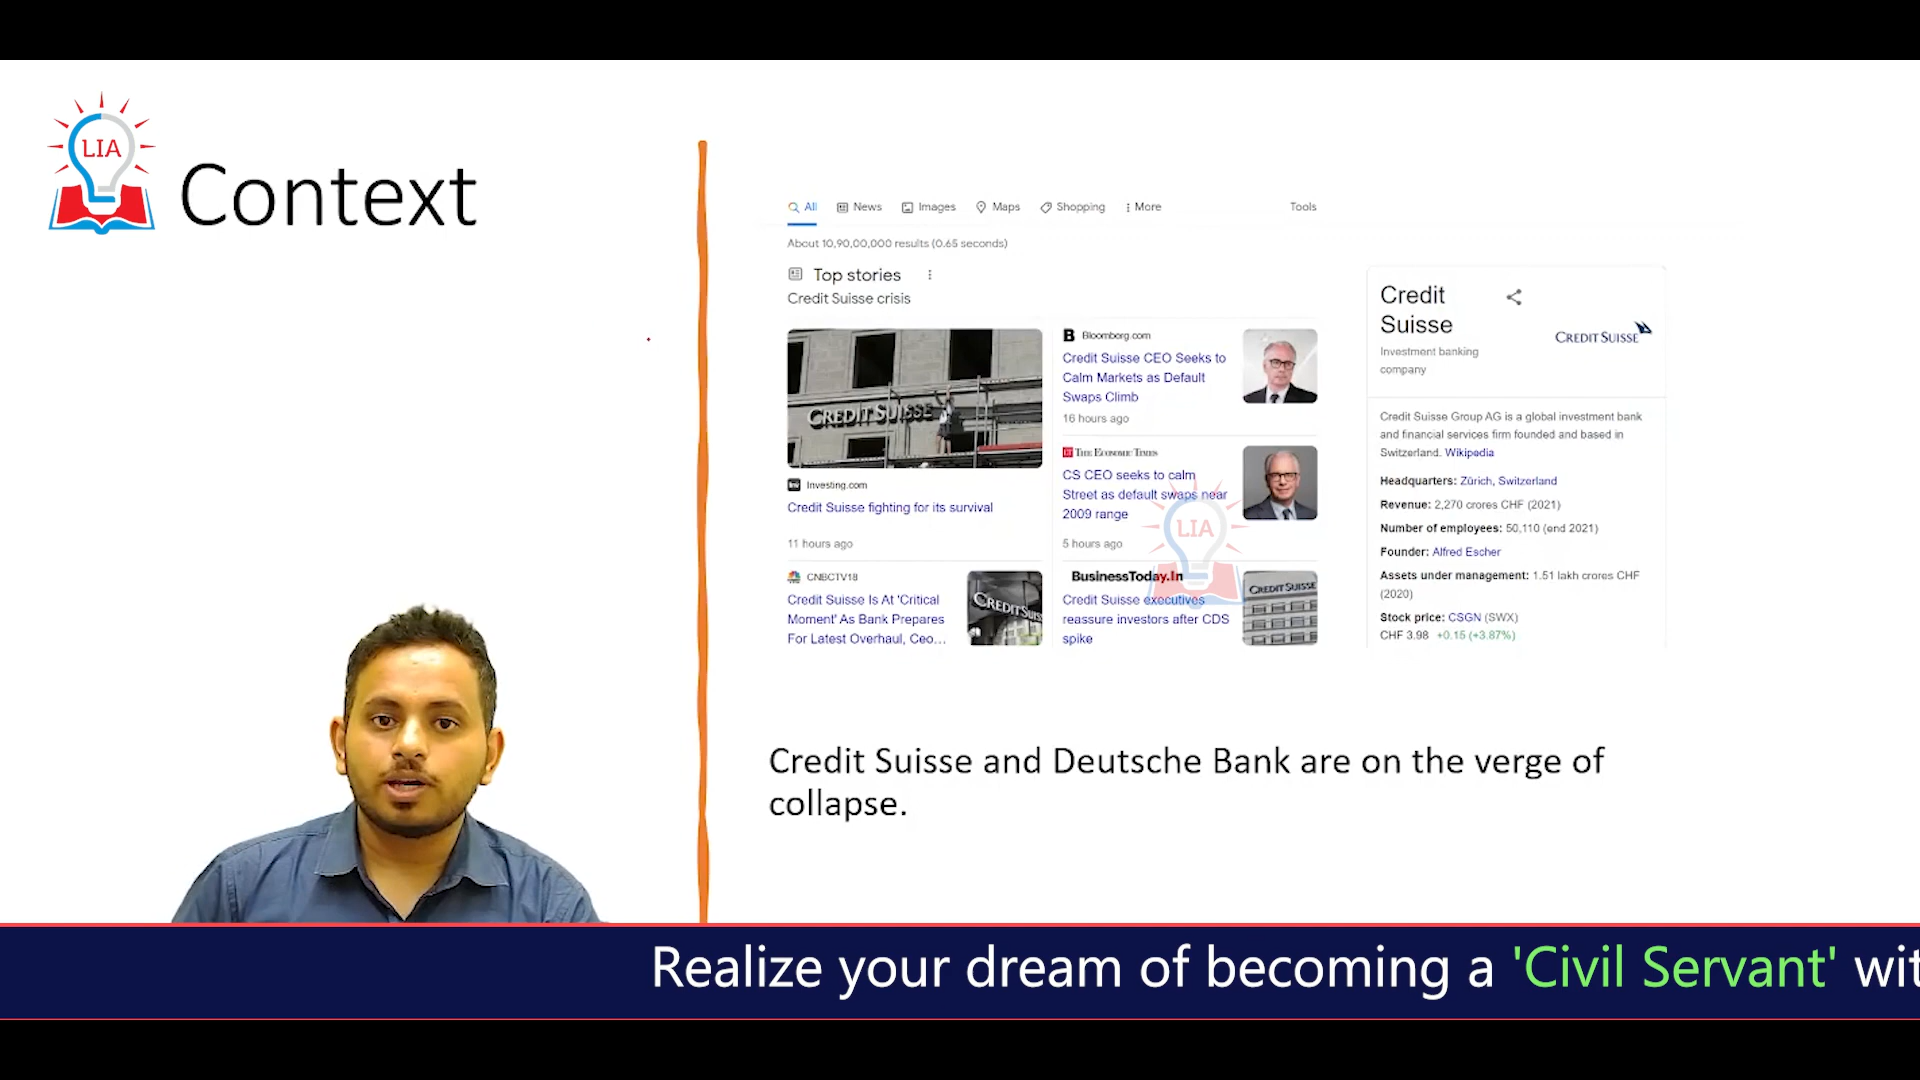 LIA
Context
All News Images Maps Shopping More Tools
About 10,90,00,000 results (0.65 seconds)
Top stories
Credit Suisse crisis
CREDIT SUISSE
Investing.com
Credit Suisse fighting for its survival
11 hours ago
Bloomberg.com
Credit Suisse CEO Seeks to
Calm Markets as Default
Swaps Climb
16 hours ago
THE ECONOMIC TIMES
CS CEO seeks to calm
Street as default swaps near
2009 range
5 hours ago
LIA
CNBCTV18
Credit Suisse Is At 'Critical
Moment' As Bank Prepares
For Latest Overhaul, Ceo...
CREDIT SUISSE
BusinessToday.In
Credit Suisse executives
reassure investors after CDS
spike
CREDIT SUISSE
Credit
Suisse
Investment banking
company
CREDIT SUISSE
Credit Suisse Group AG is a global investment bank
and financial services firm founded and based in
Switzerland. Wikipedia
Headquarters: Zürich, Switzerland
Revenue: 2,270 crores CHF (2021)
Number of employees: 50,110 (end 2021)
Founder: Alfred Escher
Assets under management: 1.51 lakh crores CHF
(2020)
Stock price: CSGN (SWX)
CHF 3.98 +0.15 (+3.87%)
Credit Suisse and Deutsche Bank are on the verge of
collapse.
Realize your dream of becoming a 'Civil Servant' wit